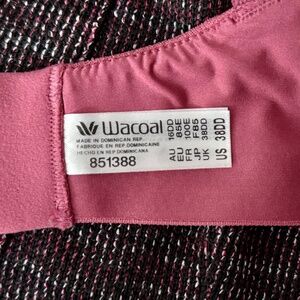 Wacoal
MADE IN DOMINICAN REP.
FABRIQUE EN REP DOMINICAINE
HECHO EN REP DOMINICANA
851388
AU 16DD
EU 85E
FR 100E
JP F85
UK 38DD
US 38DD